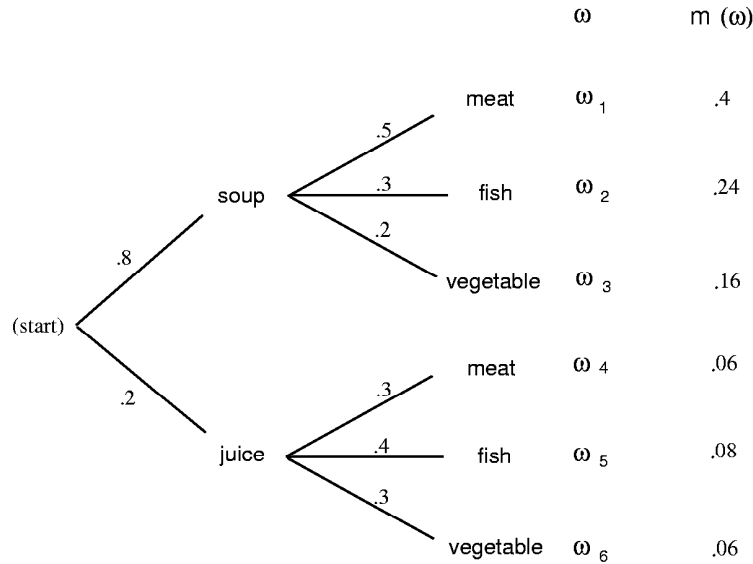 ω m (ω)
meat ω 1 .4
.5
soup .3 fish ω 2 .24
.2
.8
vegetable ω 3 .16
(start)
meat ω 4 .06
.2
.3
juice .4 fish ω 5 .08
.3
vegetable ω 6 .06